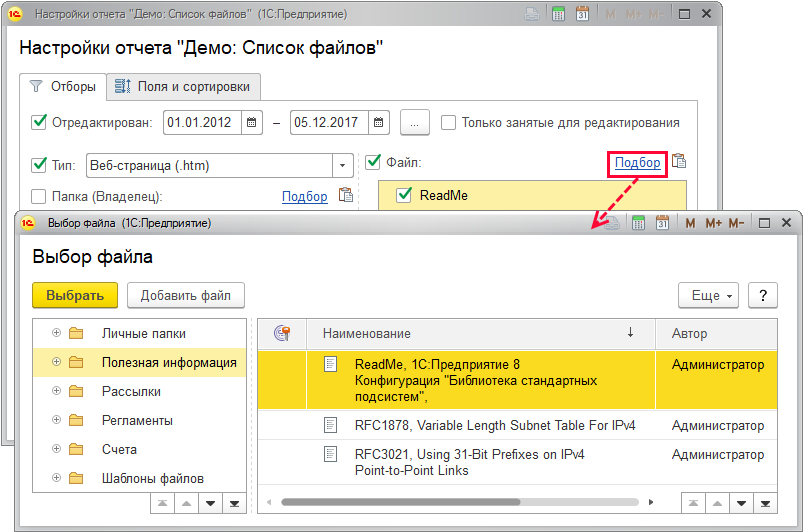 Настройки отчета "Демо: Список файлов" (1С:Предприятие)
M M+ M-
Настройки отчета "Демо: Список файлов"
Отборы
Поля и сортировки
Отредактирован: 01.01.2012 – 05.12.2017 ... Только занятые для редактирования
Тип: Веб-страница (.htm)
Файл: Подбор
Папка (Владелец): Подбор
ReadMe
Выбор файла (1С:Предприятие)
M M+ M-
Выбор файла
Выбрать
Добавить файл
Еще
?
Личные папки
Полезная информация
Рассылки
Регламенты
Счета
Шаблоны файлов
Наименование ↓ Автор
ReadMe, 1С:Предприятие 8 Администратор
Конфигурация "Библиотека стандартных
подсистем",
RFC1878, Variable Length Subnet Table For IPv4 Администратор
RFC3021, Using 31-Bit Prefixes on IPv4 Администратор
Point-to-Point Links